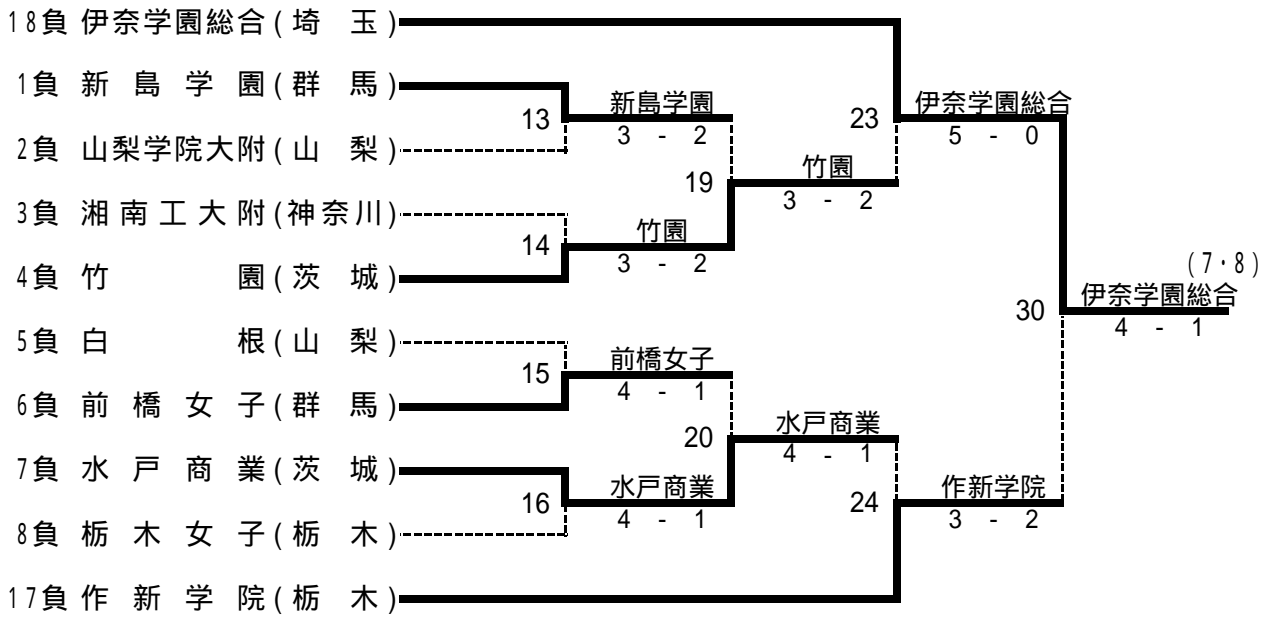 18負 伊奈学園総合(埼 玉)
1負 新島学園(群 馬)
13 新島学園 23 伊奈学園総合
3 - 2 5 - 0
2負 山梨学院大附(山 梨)
19 竹園
3 - 2
3負 湘南工大附(神奈川)
14 竹園
3 - 2
4負 竹園(茨 城)
(7・8)
30 伊奈学園総合
4 - 1
5負 白根(山 梨)
15 前橋女子
4 - 1
6負 前橋女子(群 馬)
20 水戸商業
4 - 1
7負 水戸商業(茨 城)
16 水戸商業 24 作新学院
4 - 1 3 - 2
8負 栃木女子(栃 木)
17負 作新学院(栃 木)